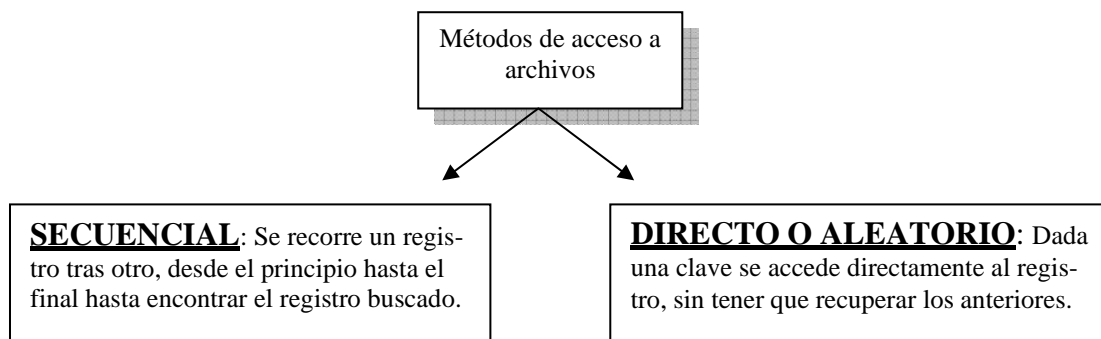 Métodos de acceso a
archivos
SECUENCIAL: Se recorre un regis-
tro tras otro, desde el principio hasta el
final hasta encontrar el registro buscado.
DIRECTO O ALEATORIO: Dada
una clave se accede directamente al regis-
tro, sin tener que recuperar los anteriores.